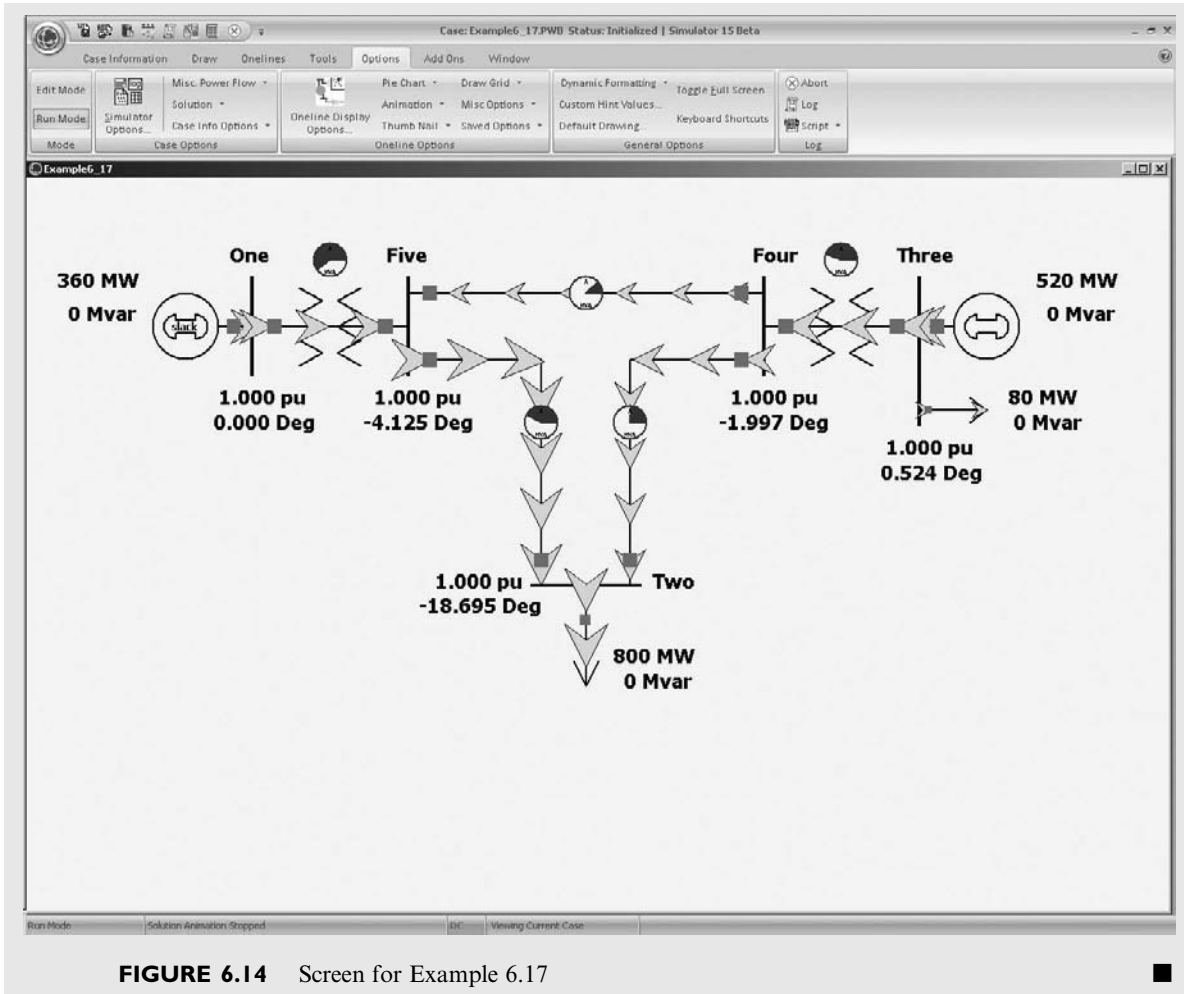 Case: Example6_17.PWB Status: Initialized | Simulator 15 Beta
Case Information Draw Onelines Tools Options Add Ons Window
Edit Mode
Run Mode
Mode
Simulator Options...
Misc. Power Flow
Solution
Case Info Options
Case Options
Oneline Display Options...
Pie Chart
Animation
Thumb Nail
Draw Grid
Misc Options
Saved Options
Oneline Options
Dynamic Formatting
Custom Hint Values...
Default Drawing...
Toggle Full Screen
Keyboard Shortcuts
General Options
Abort
Log
Script
Log
Example6_17
One
Five
Four
Three
360 MW
0 Mvar
slack
MVA
A
MVA
MVA
520 MW
0 Mvar
1.000 pu
0.000 Deg
1.000 pu
-4.125 Deg
1.000 pu
-1.997 Deg
80 MW
0 Mvar
A
MVA
A
MVA
1.000 pu
0.524 Deg
1.000 pu
-18.695 Deg
Two
800 MW
0 Mvar
Run Mode Solution Animation Stopped DC Viewing Current Case
FIGURE 6.14 Screen for Example 6.17